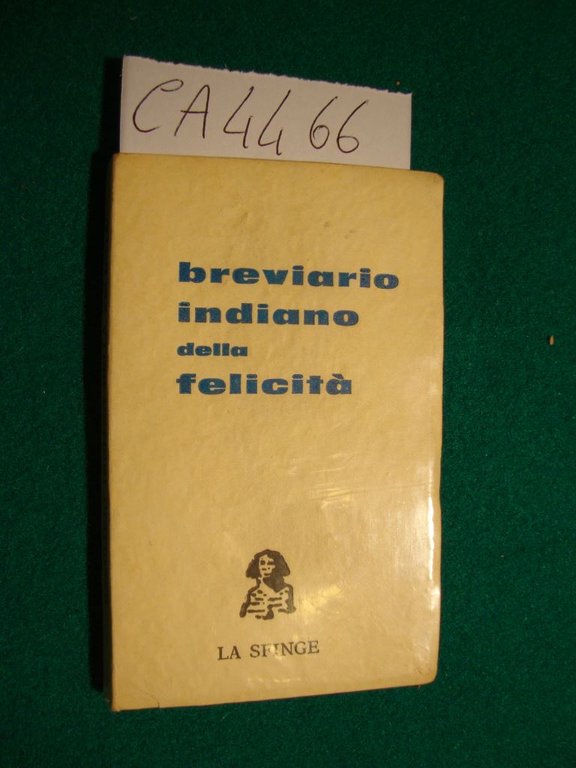 CA4466
breviario
indiano
della
felicità
LA SFINGE